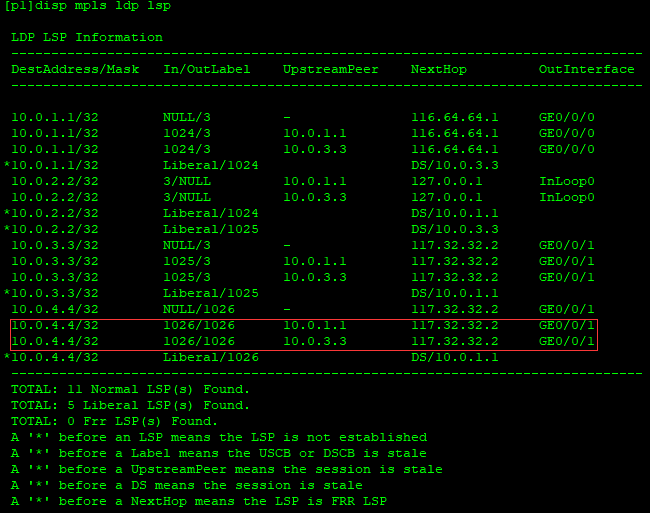 [p1]disp mpls ldp lsp
LDP LSP Information
-------------------------------------------------------------------------------
DestAddress/Mask   In/OutLabel    UpstreamPeer    NextHop         OutInterface
-------------------------------------------------------------------------------
10.0.1.1/32        NULL/3         -               116.64.64.1     GE0/0/0
10.0.1.1/32        1024/3         10.0.1.1        116.64.64.1     GE0/0/0
10.0.1.1/32        1024/3         10.0.3.3        116.64.64.1     GE0/0/0
*10.0.1.1/32        Liberal/1024                   DS/10.0.3.3
10.0.2.2/32        3/NULL         10.0.1.1        127.0.0.1       InLoop0
10.0.2.2/32        3/NULL         10.0.3.3        127.0.0.1       InLoop0
*10.0.2.2/32        Liberal/1024                   DS/10.0.1.1
*10.0.2.2/32        Liberal/1025                   DS/10.0.3.3
10.0.3.3/32        NULL/3         -               117.32.32.2     GE0/0/1
10.0.3.3/32        1025/3         10.0.1.1        117.32.32.2     GE0/0/1
10.0.3.3/32        1025/3         10.0.3.3        117.32.32.2     GE0/0/1
*10.0.3.3/32        Liberal/1025                   DS/10.0.1.1
10.0.4.4/32        NULL/1026      -               117.32.32.2     GE0/0/1
10.0.4.4/32        1026/1026      10.0.1.1        117.32.32.2     GE0/0/1
10.0.4.4/32        1026/1026      10.0.3.3        117.32.32.2     GE0/0/1
*10.0.4.4/32        Liberal/1026                   DS/10.0.1.1
-------------------------------------------------------------------------------
TOTAL: 11 Normal LSP(s) Found.
TOTAL: 5 Liberal LSP(s) Found.
TOTAL: 0 Frr LSP(s) Found.
A '*' before an LSP means the LSP is not established
A '*' before a Label means the USCB or DSCB is stale
A '*' before a UpstreamPeer means the session is stale
A '*' before a DS means the session is stale
A '*' before a NextHop means the LSP is FRR LSP